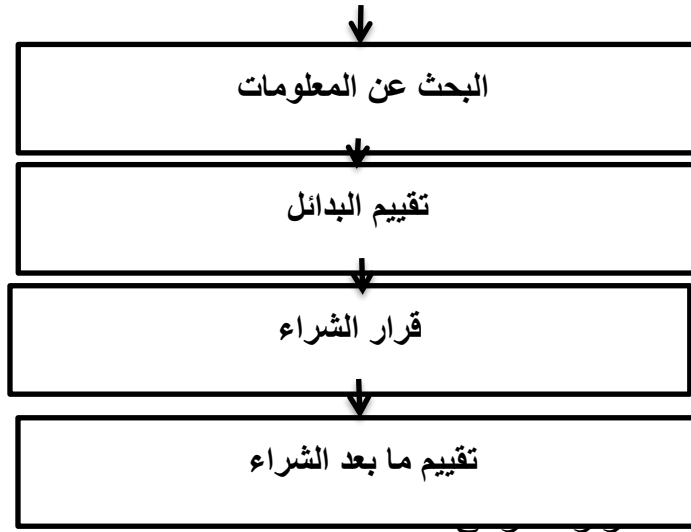 البحث عن المعلومات
تقييم البدائل
قرار الشراء
تقييم ما بعد الشراء